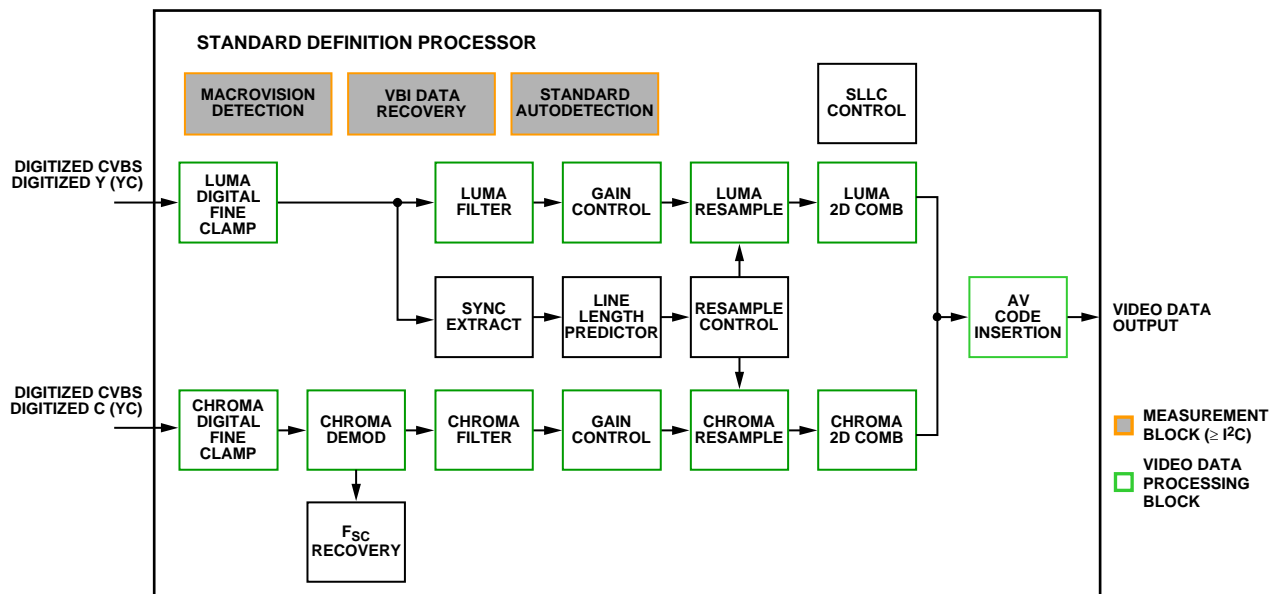 STANDARD DEFINITION PROCESSOR
MACROVISION
DETECTION
VBI DATA
RECOVERY
STANDARD
AUTODETECTION
SLLC
CONTROL
DIGITIZED CVBS
DIGITIZED Y (YC)
LUMA
DIGITAL
FINE
CLAMP
LUMA
FILTER
GAIN
CONTROL
LUMA
RESAMPLE
LUMA
2D COMB
SYNC
EXTRACT
LINE
LENGTH
PREDICTOR
RESAMPLE
CONTROL
AV
CODE
INSERTION
VIDEO DATA
OUTPUT
DIGITIZED CVBS
DIGITIZED C (YC)
CHROMA
DIGITAL
FINE
CLAMP
CHROMA
DEMOD
CHROMA
FILTER
GAIN
CONTROL
CHROMA
RESAMPLE
CHROMA
2D COMB
FSC
RECOVERY
MEASUREMENT
BLOCK (≥ I²C)
VIDEO DATA
PROCESSING
BLOCK